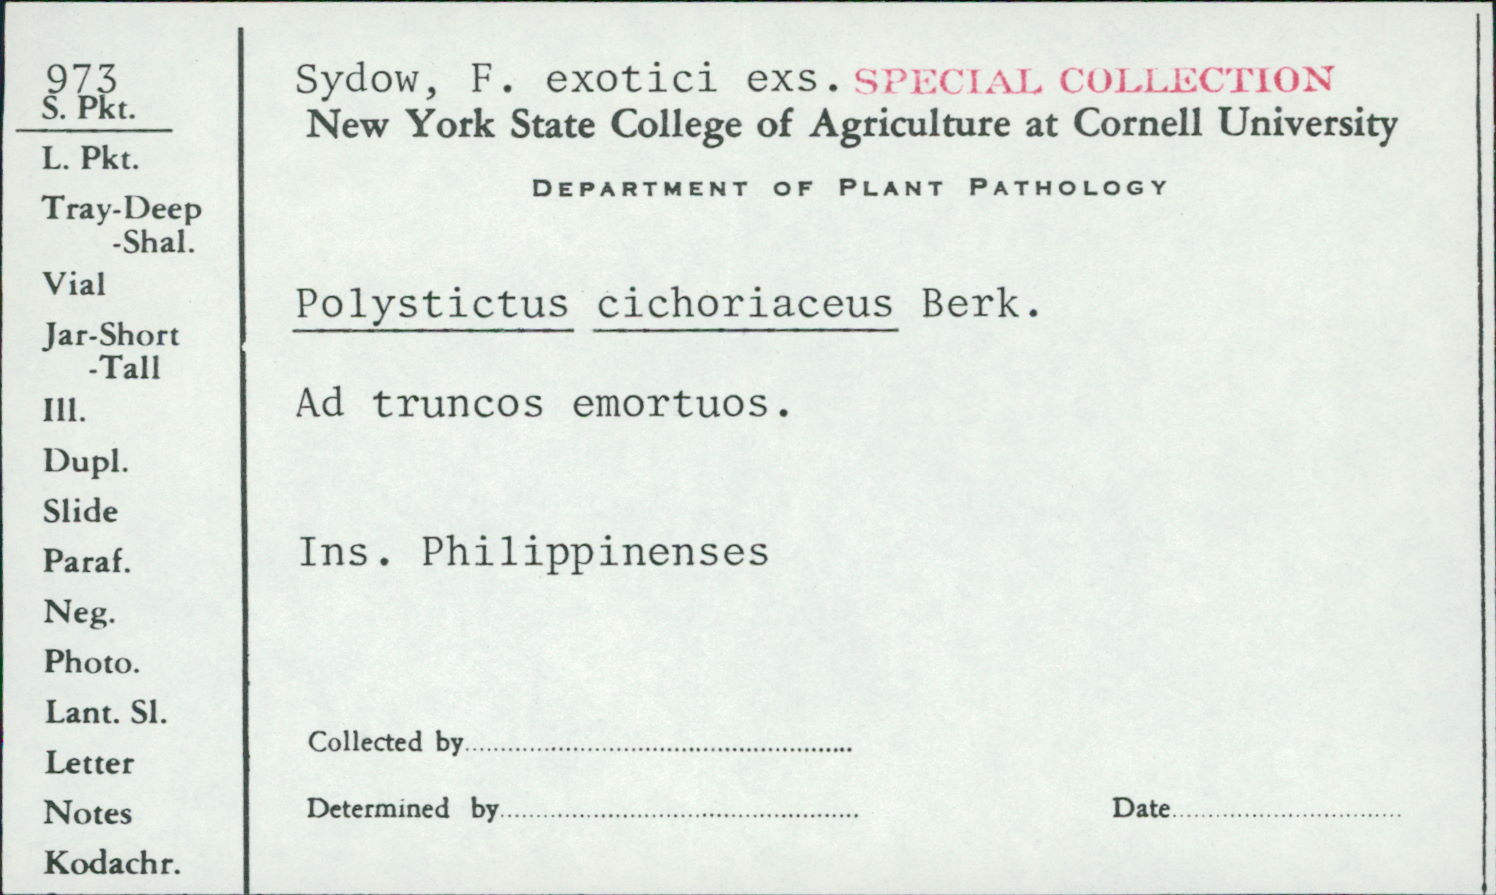 973
S. Pkt.
L. Pkt.
Tray-Deep
-Shal.
Vial
Jar-Short
-Tall
Ill.
Dupl.
Slide
Paraf.
Neg.
Photo.
Lant. Sl.
Letter
Notes
Kodachr.
Sydow, F. exotici exs. SPECIAL COLLECTION
New York State College of Agriculture at Cornell University
DEPARTMENT OF PLANT PATHOLOGY
Polystictus cichoriaceus Berk.
Ad truncos emortuos.
Ins. Philippinenses
Collected by
Determined by
Date